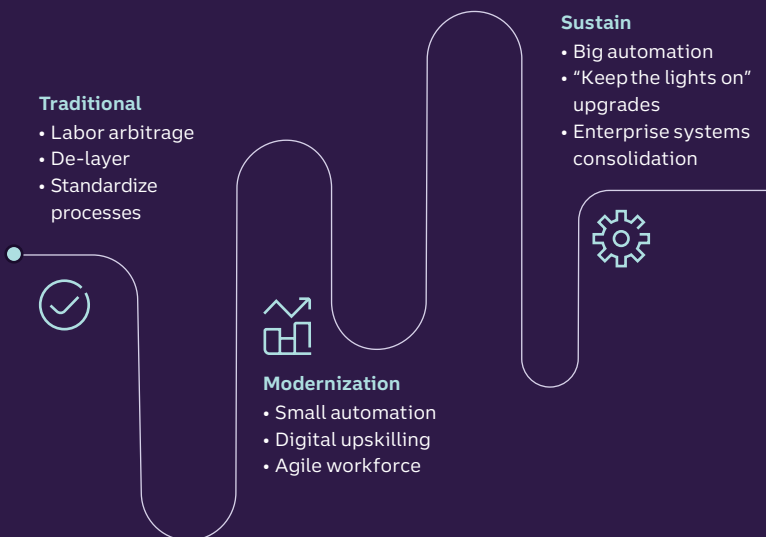 Traditional
• Labor arbitrage
• De-layer
• Standardize
processes
Modernization
• Small automation
• Digital upskilling
• Agile workforce
Sustain
• Big automation
• “Keep the lights on”
upgrades
• Enterprise systems
consolidation